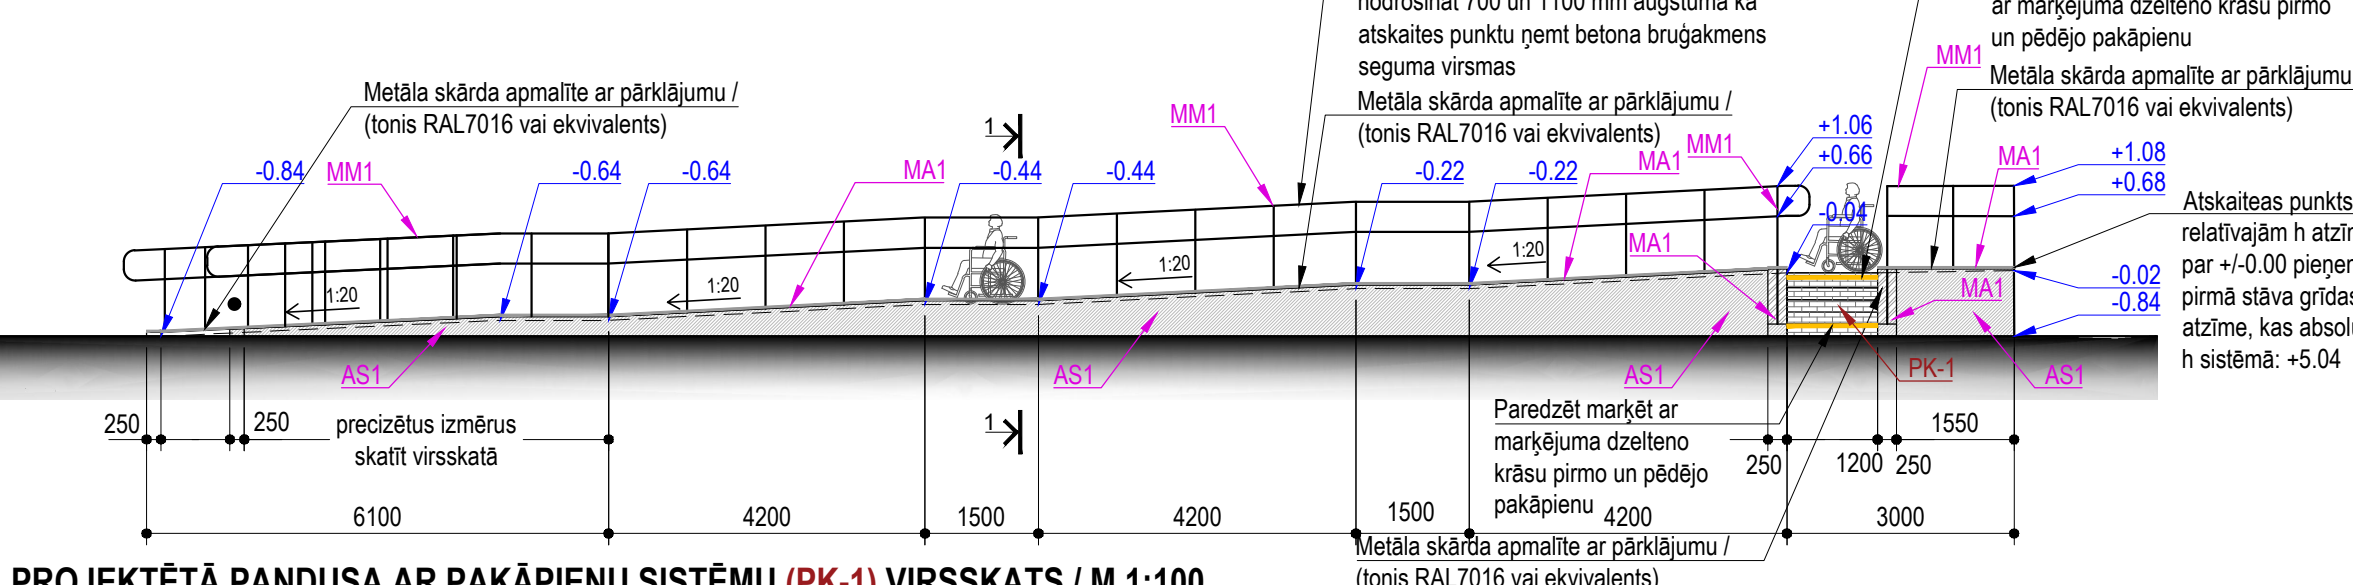 nodrošināt 700 un 1100 mm augstumā kā
atskaites punktu ņemt betona bruģakmens
seguma virsmas
ar marķējuma dzelteno krāsu pirmo
un pēdējo pakāpienu
MM1
Metāla skārda apmalīte ar pārklājumu /
(tonis RAL7016 vai ekvivalents)
Metāla skārda apmalīte ar pārklājumu /
(tonis RAL7016 vai ekvivalents)
Metāla skārda apmalīte ar pārklājumu
(tonis RAL7016 vai ekvivalents)
1
MM1
MM1
+1.06
+0.66
-0.84
MM1
-0.64
-0.64
MA1
-0.44
-0.44
-0.22
-0.22
MA1
MA1
+1.08
+0.68
-0.04
MA1
Atskaiteas punkts
relatīvajām h
par +/-0.00
pirmā stāva
atzīme, kas
h sistēmā: +5.04
1:20
1:20
1:20
1:20
-0.02
-0.84
MA1
AS1
AS1
AS1
PK-1
AS1
250
250
precizētus izmērus
skatīt virsskatā
1
Paredzēt marķēt ar
marķējuma dzelteno
krāsu pirmo un pēdējo
pakāpienu
250
1200
250
1550
6100
4200
1500
4200
1500
4200
3000
Metāla skārda apmalīte ar pārklājumu /
(tonis RAL7016 vai ekvivalents)
PROJEKTĒTĀ PANDUSA AR PAKĀPIENU SISTĒMU (PK-1) VIRSSKATS / M 1:100